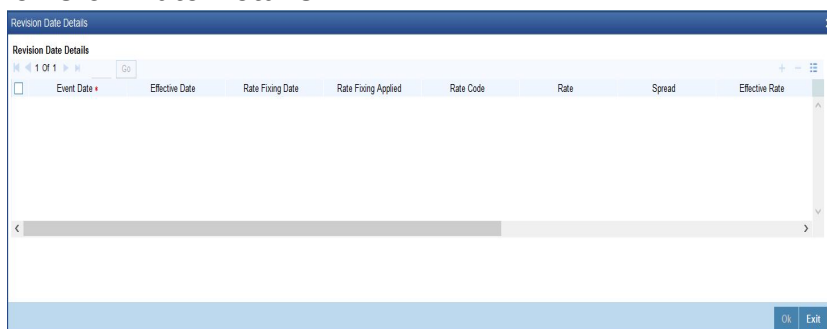 Revision Date Details
Revision Date Details
1 Of 1 Go
Event Date * Effective Date Rate Fixing Date Rate Fixing Applied Rate Code Rate Spread Effective Rate
Ok Exit